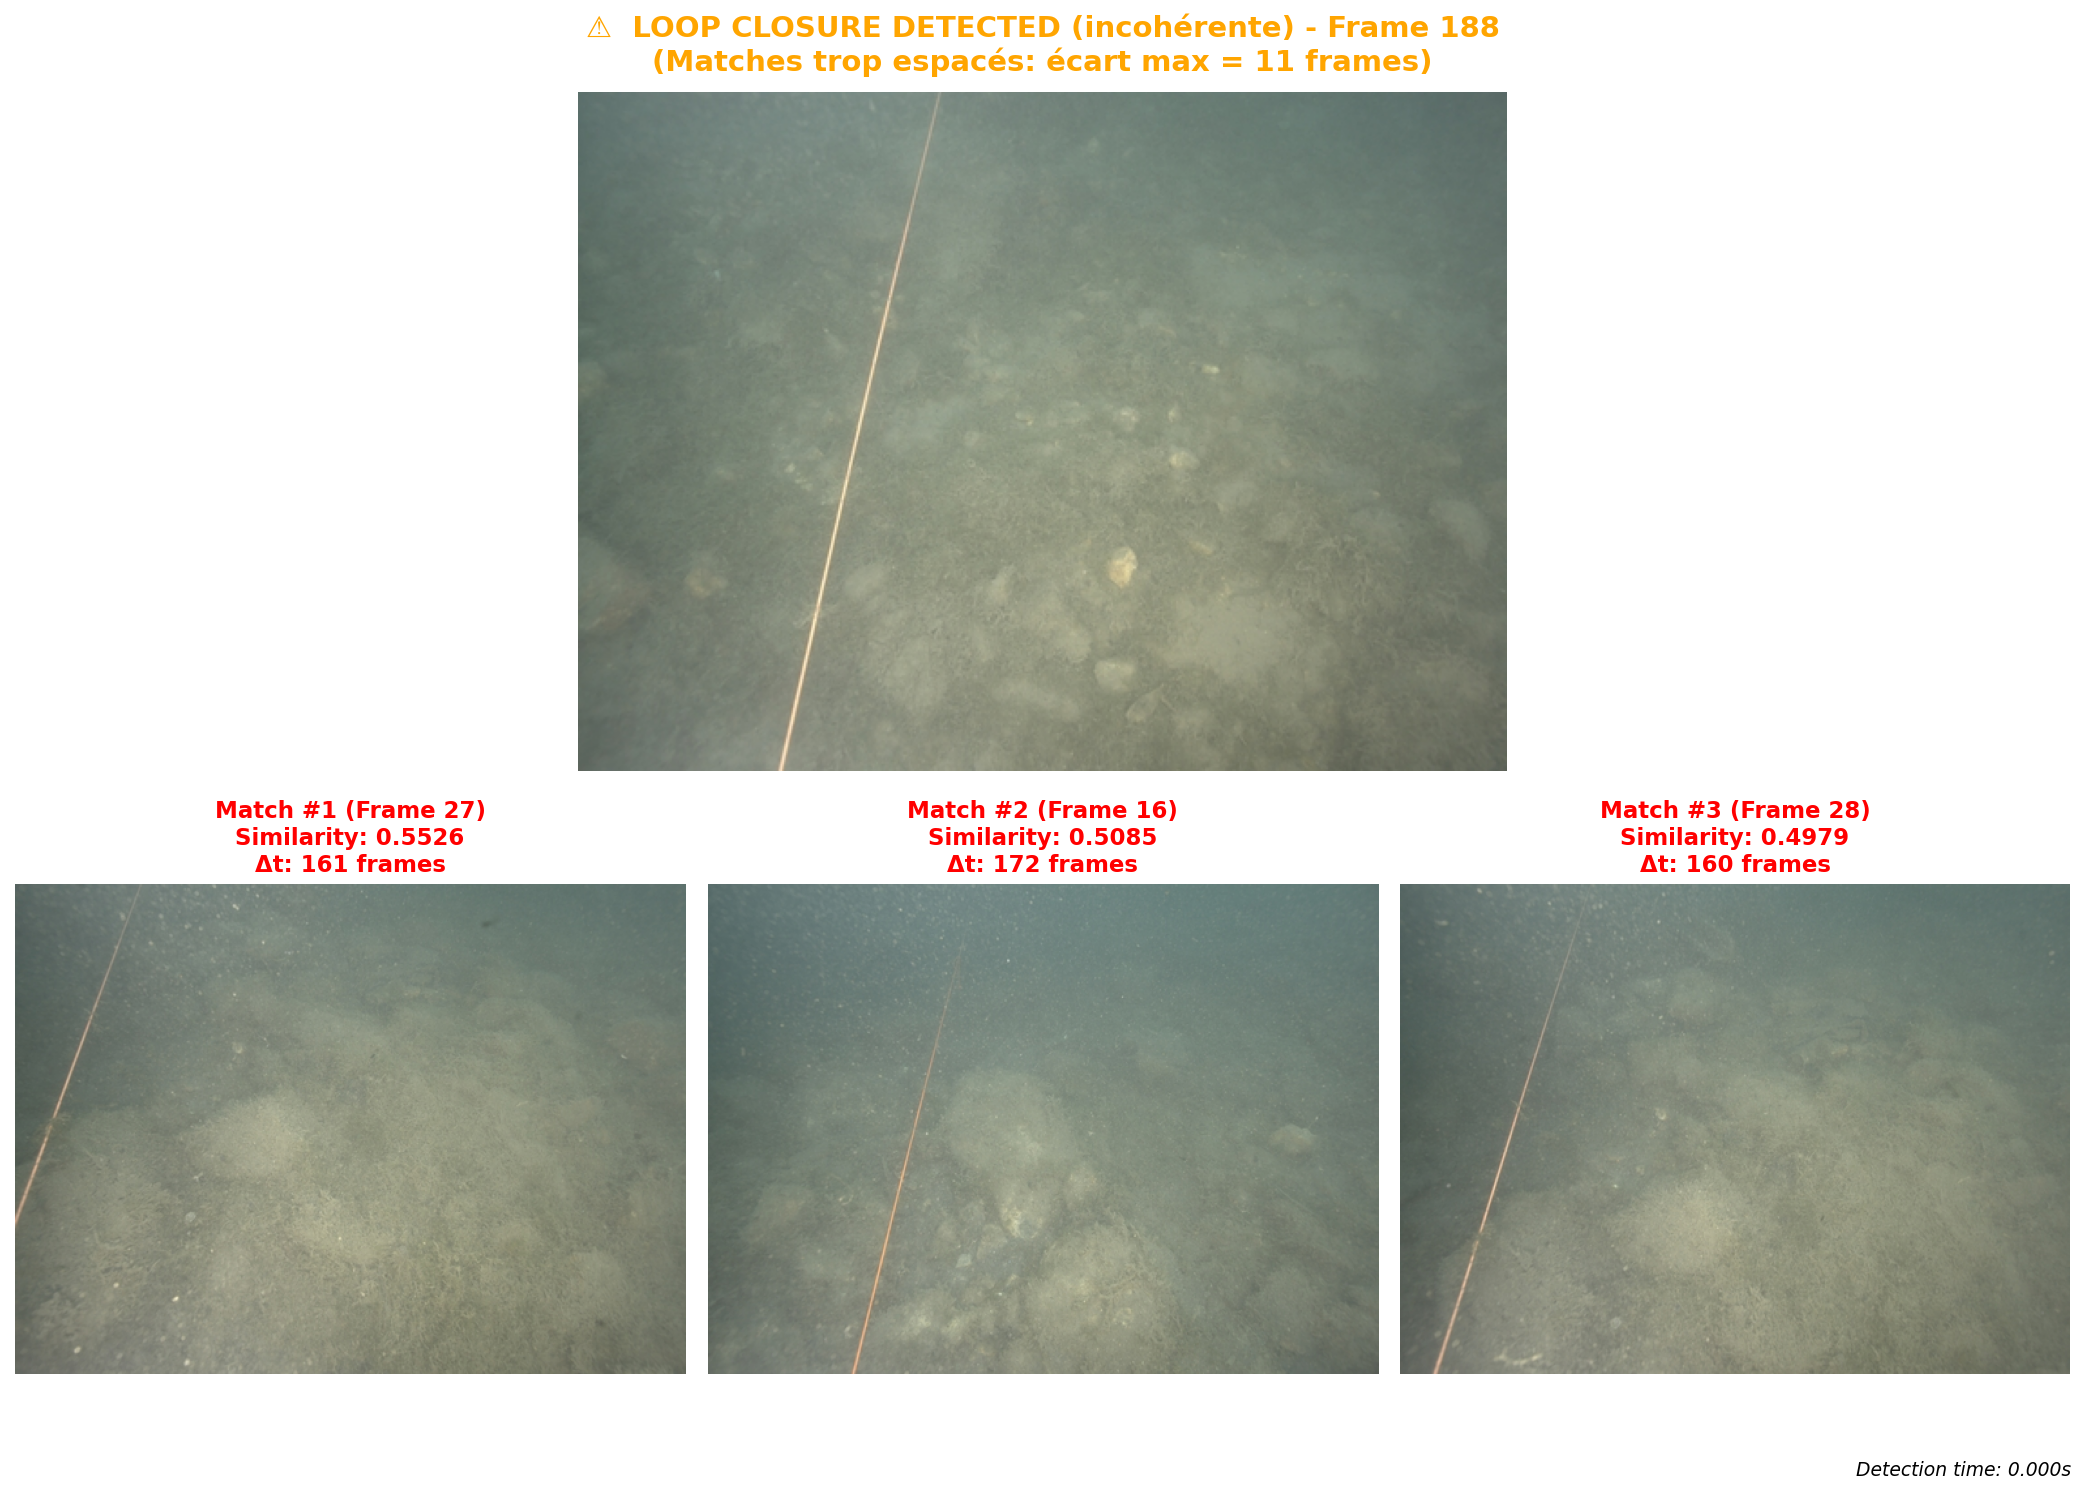 ⚠ LOOP CLOSURE DETECTED (incohérente) - Frame 188
(Matches trop espacés: écart max = 11 frames)
Match #1 (Frame 27)
Similarity: 0.5526
Δt: 161 frames
Match #2 (Frame 16)
Similarity: 0.5085
Δt: 172 frames
Match #3 (Frame 28)
Similarity: 0.4979
Δt: 160 frames
Detection time: 0.000s